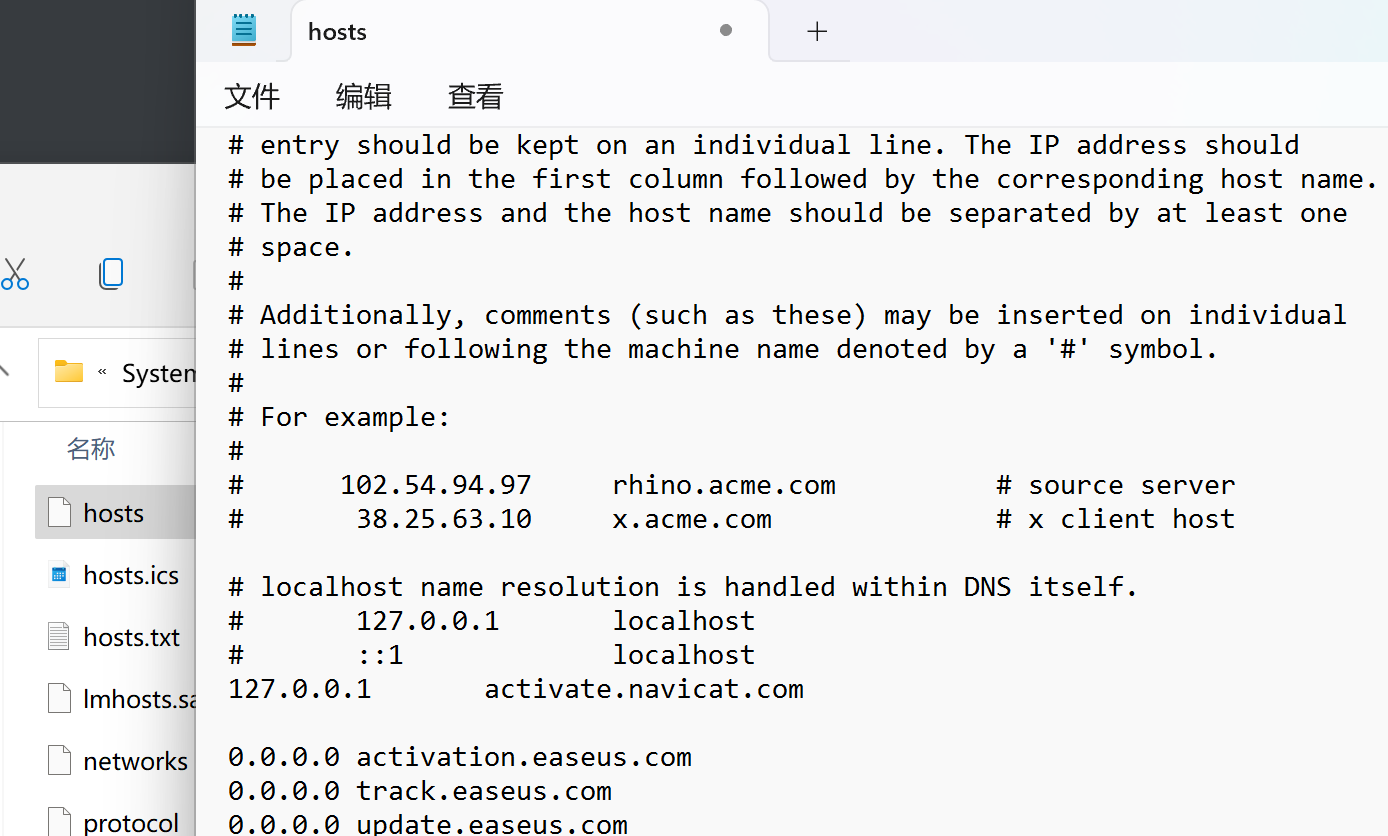 hosts
文件 编辑 查看
# entry should be kept on an individual line. The IP address should
# be placed in the first column followed by the corresponding host name.
# The IP address and the host name should be separated by at least one
# space.
#
# Additionally, comments (such as these) may be inserted on individual
# lines or following the machine name denoted by a '#' symbol.
#
# For example:
#
#      102.54.94.97     rhino.acme.com          # source server
#       38.25.63.10     x.acme.com              # x client host
# localhost name resolution is handled within DNS itself.
#       127.0.0.1       localhost
#       ::1             localhost
127.0.0.1       activate.navicat.com
0.0.0.0 activation.easeus.com
0.0.0.0 track.easeus.com
0.0.0.0 update.easeus.com
« System
名称
hosts
hosts.ics
hosts.txt
lmhosts.sa
networks
protocol